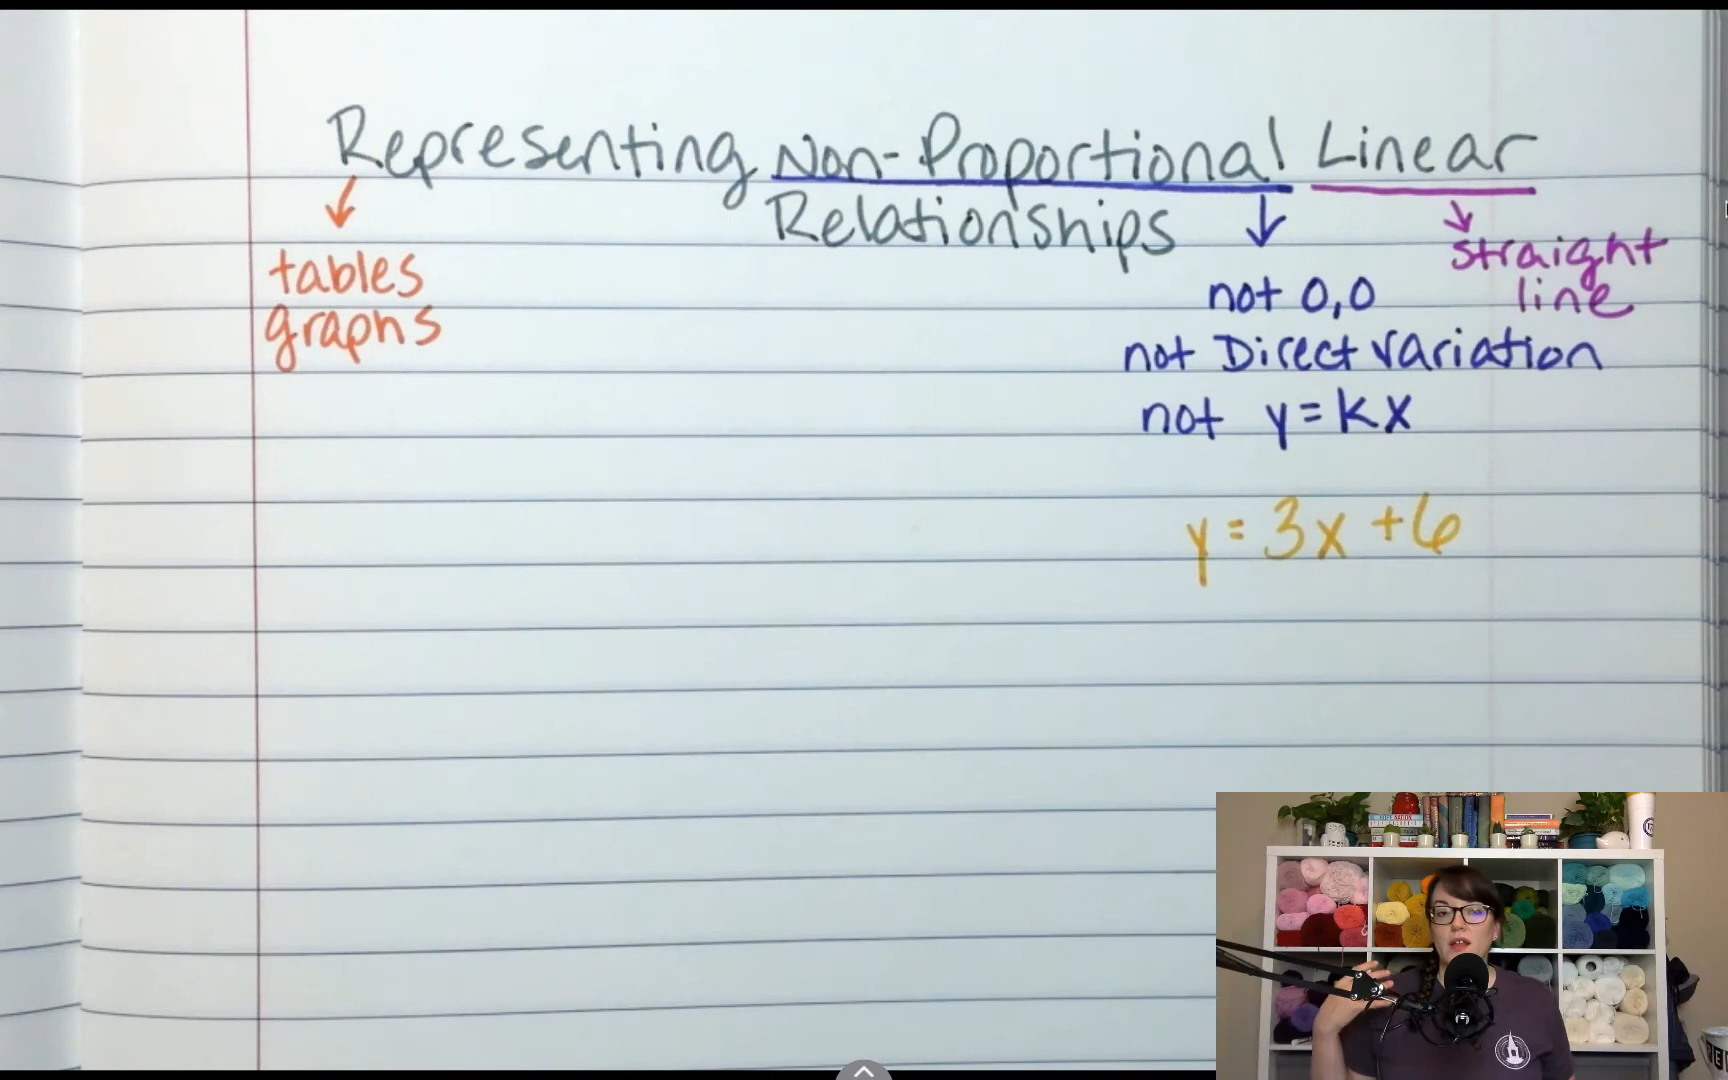 Representing Non-Proportional Linear
Relationships
tables
graphs
straight
line
not 0,0
not Direct variation
not y=kx
y = 3x +6